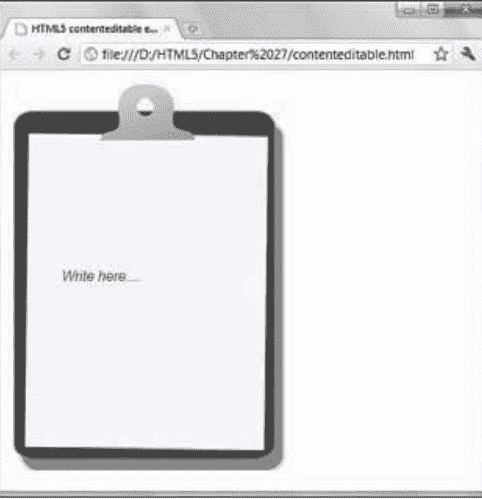 HTML5 contenteditable e...
file:///D:/HTML5/Chapter%2027/contenteditable.html
Write here....